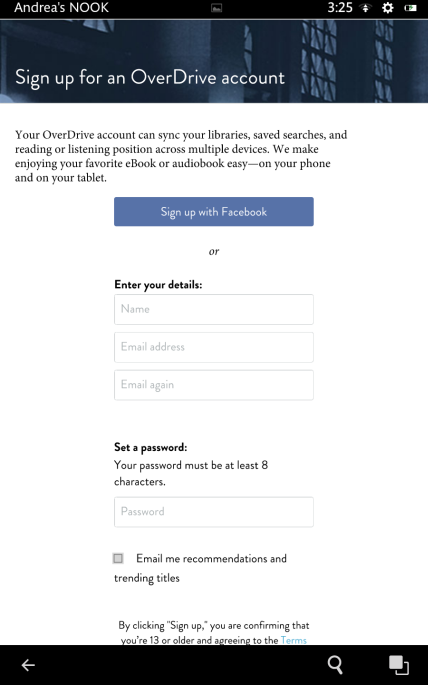 Andrea's NOOK 3:25
Sign up for an OverDrive account
Your OverDrive account can sync your libraries, saved searches, and
reading or listening position across multiple devices. We make
enjoying your favorite eBook or audiobook easy—on your phone
and on your tablet.
Sign up with Facebook
or
Enter your details:
Name
Email address
Email again
Set a password:
Your password must be at least 8
characters.
Password
Email me recommendations and
trending titles
By clicking "Sign up," you are confirming that
you're 13 or older and agreeing to the Terms